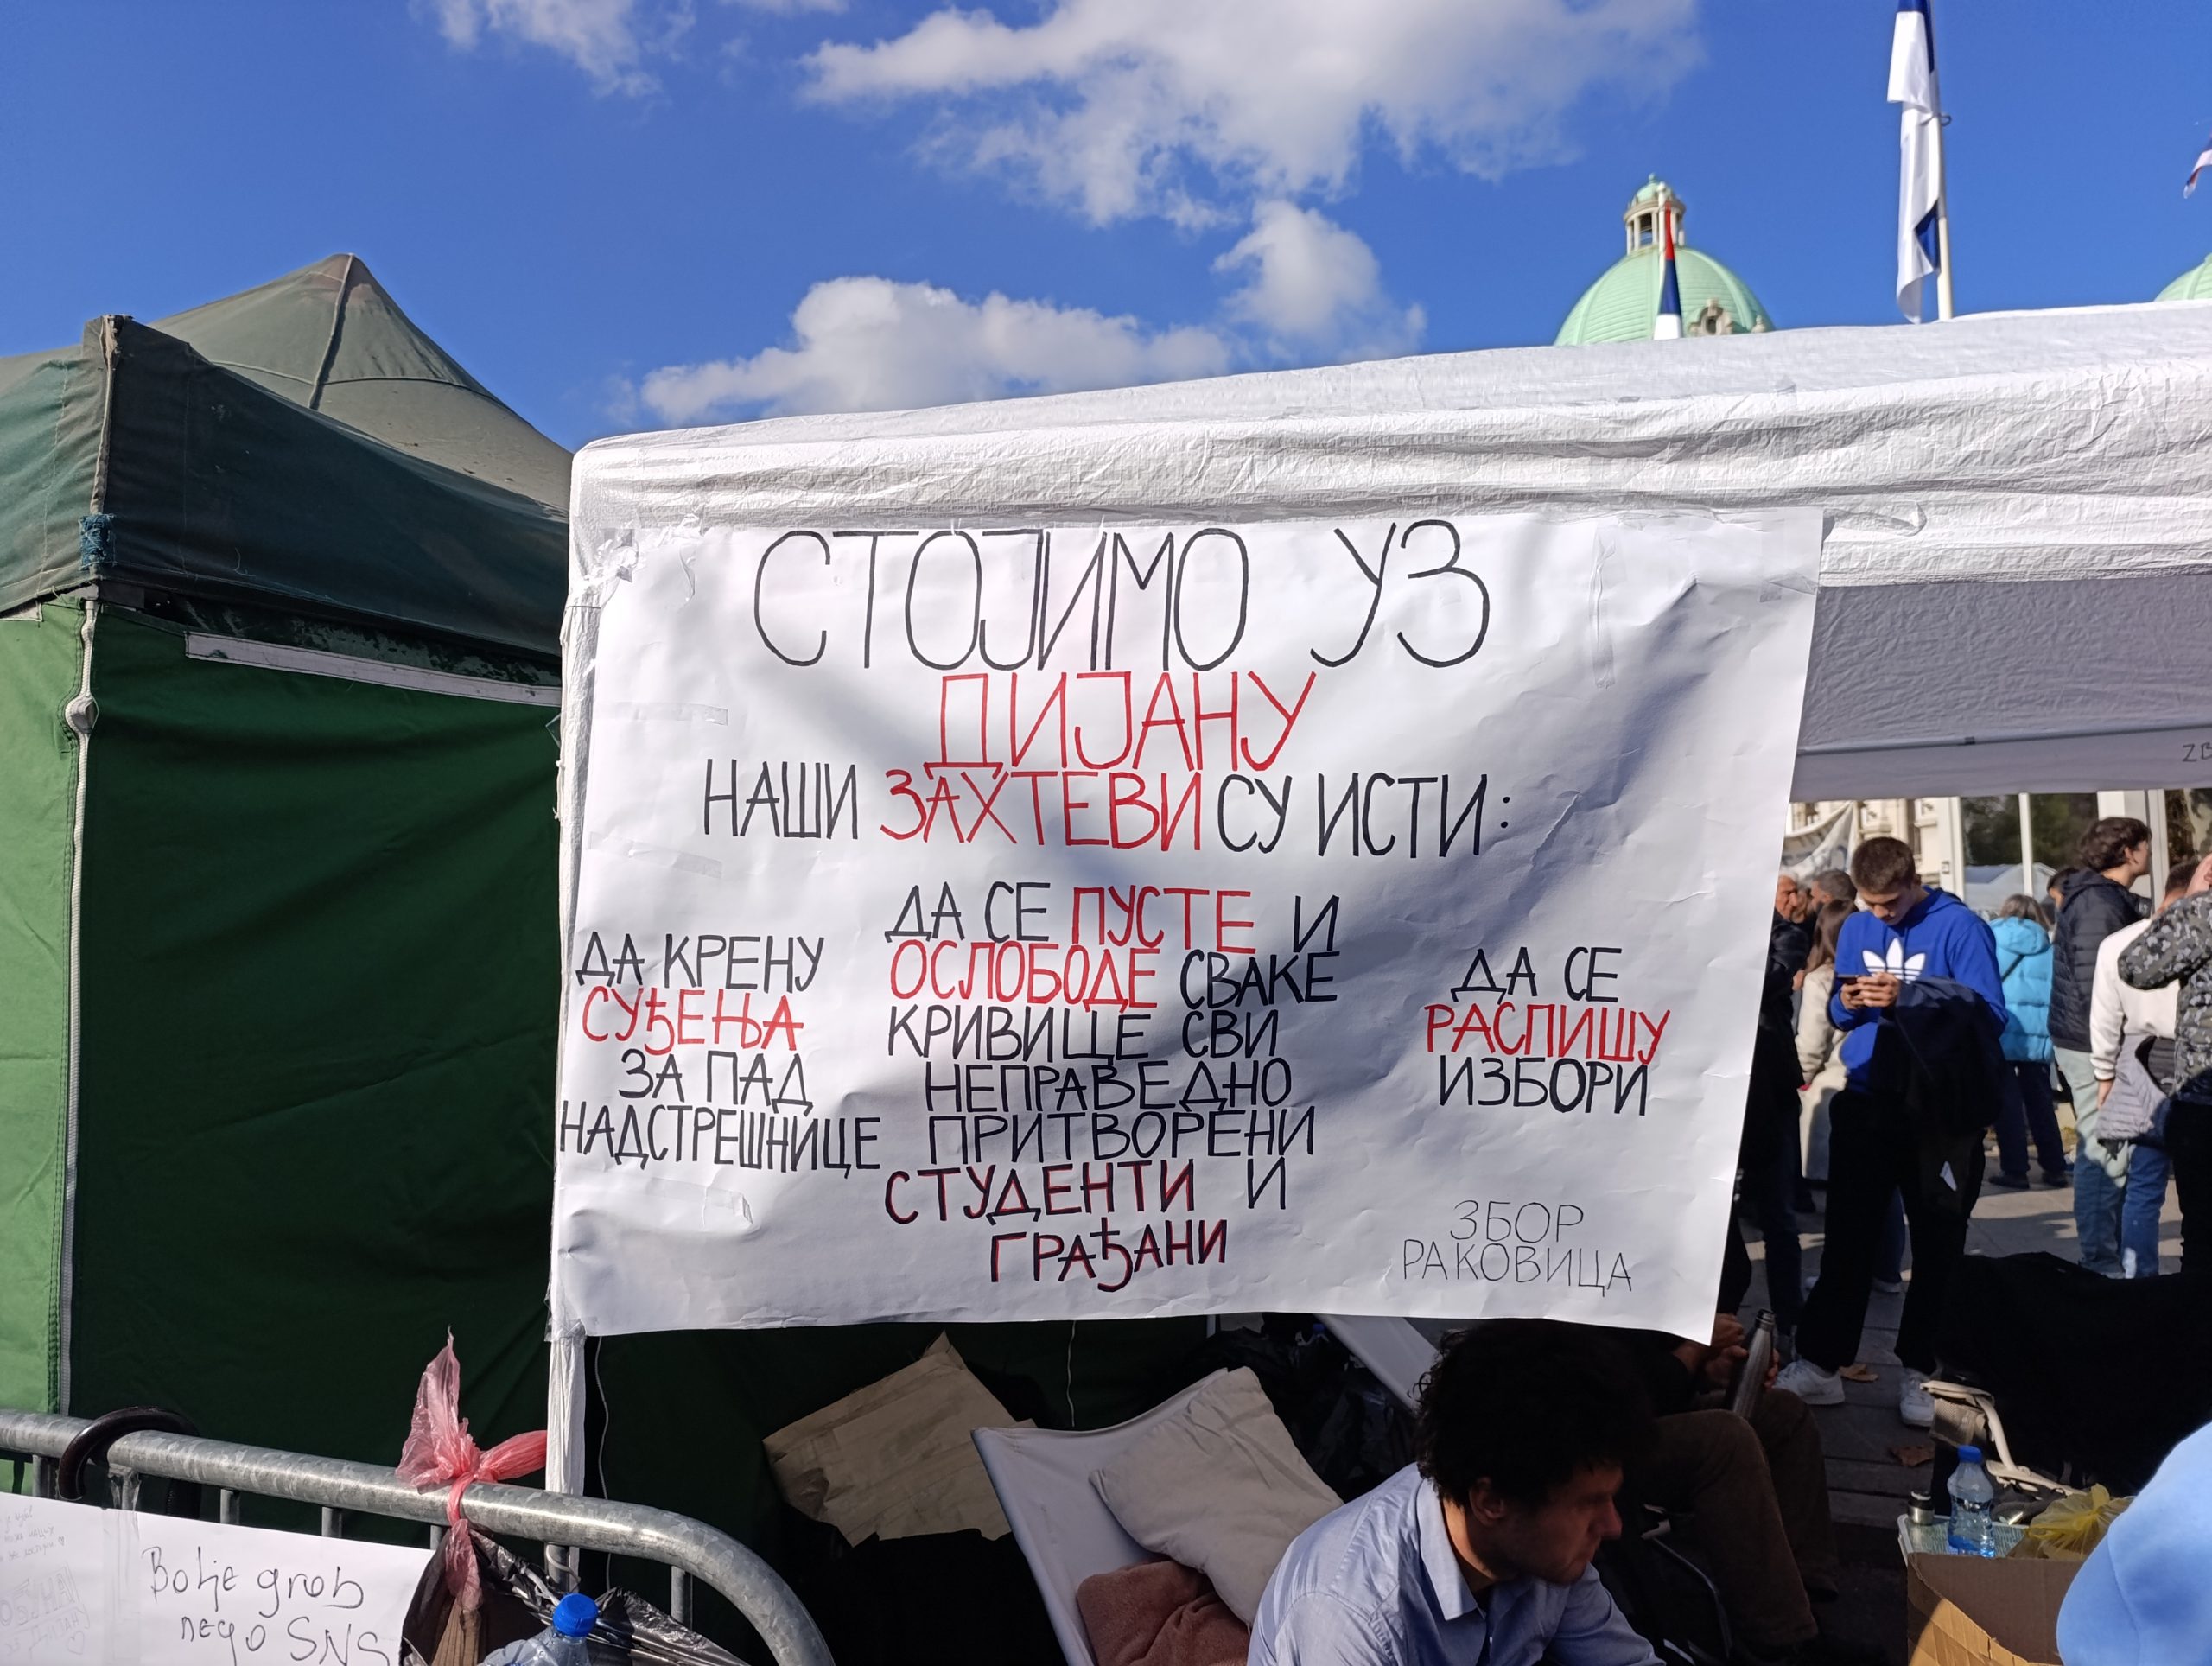 СТОЈИМО УЗ
ДИЈАНУ
НАШИ ЗАХТЕВИ СУ ИСТИ:
ДА КРЕНУ
СУЂЕЊА
ЗА ПАД
НАДСТРЕШНИЦЕ
ДА СЕ ПУСТЕ И
ОСЛОБОДЕ СВАКЕ
КРИВИЦЕ СВИ
НЕПРАВЕДНО
ПРИТВОРЕНИ
СТУДЕНТИ И
ГРАЂАНИ
ДА СЕ
РАСПИШУ
ИЗБОРИ
ЗБОР
РАКОВИЦА
Bolje grob
nego SNS